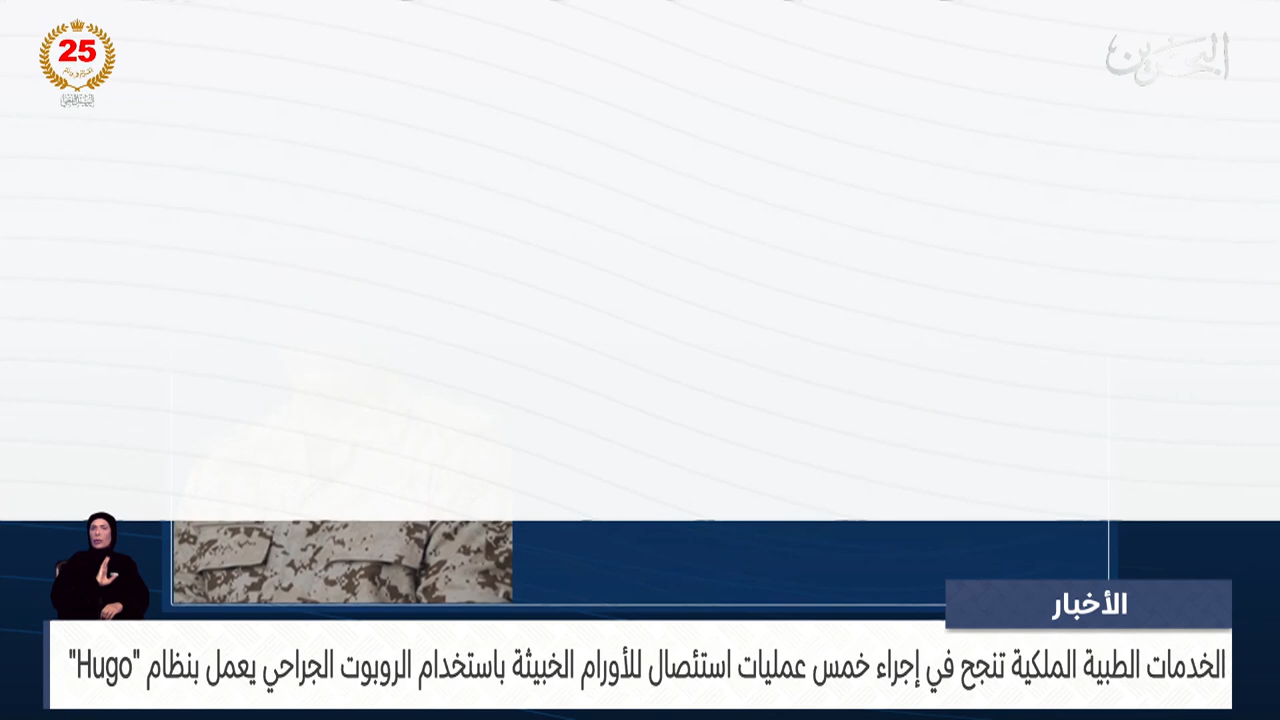 25
البحرين
الأخبار
الخدمات الطبية الملكية تنجح في إجراء خمس عمليات استئصال للأورام الخبيثة باستخدام الروبوت الجراحي يعمل بنظام "Hugo"